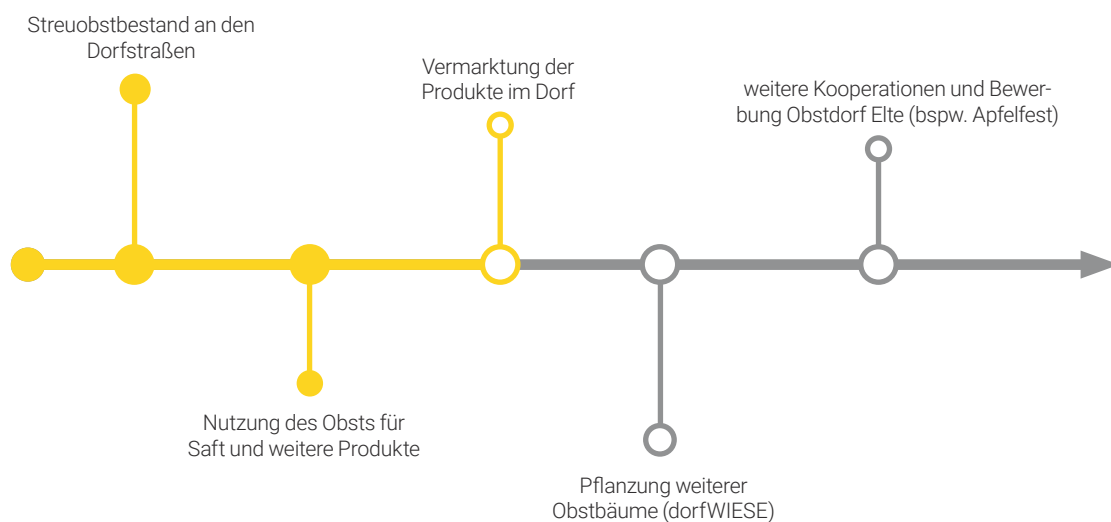 Streuobstbestand an den
Dorfstraßen
Nutzung des Obsts für
Saft und weitere Produkte
Vermarktung der
Produkte im Dorf
Pflanzung weiterer
Obstbäume (dorfWIESE)
weitere Kooperationen und Bewer-
bung Obstdorf Elte (bspw. Apfelfest)